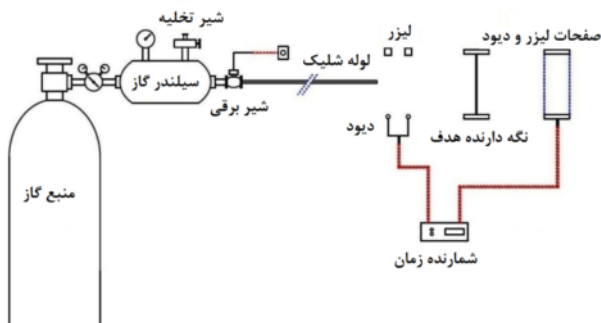 شیر تخلیه
لیزر
صفحات لیزر و دیود
سیلندر گاز
لوله شلیک
شیر برقی
دیود
نگه دارنده هدف
منبع گاز
شمارنده زمان